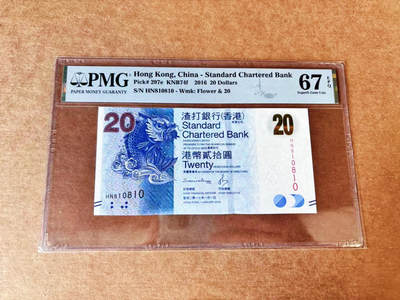 PMG
PAPER MONEY GUARANTY
Hong Kong, China - Standard Chartered Bank
Pick# 297e KNB74f 2016 20 Dollars
S/N HN810810 - Wmk: Flower & 20
67 EPQ
Superb Gem Unc
20
渣打銀行(香港)
Standard
Chartered Bank
港幣貳拾圓
Twenty
HN810810
20
HN810810